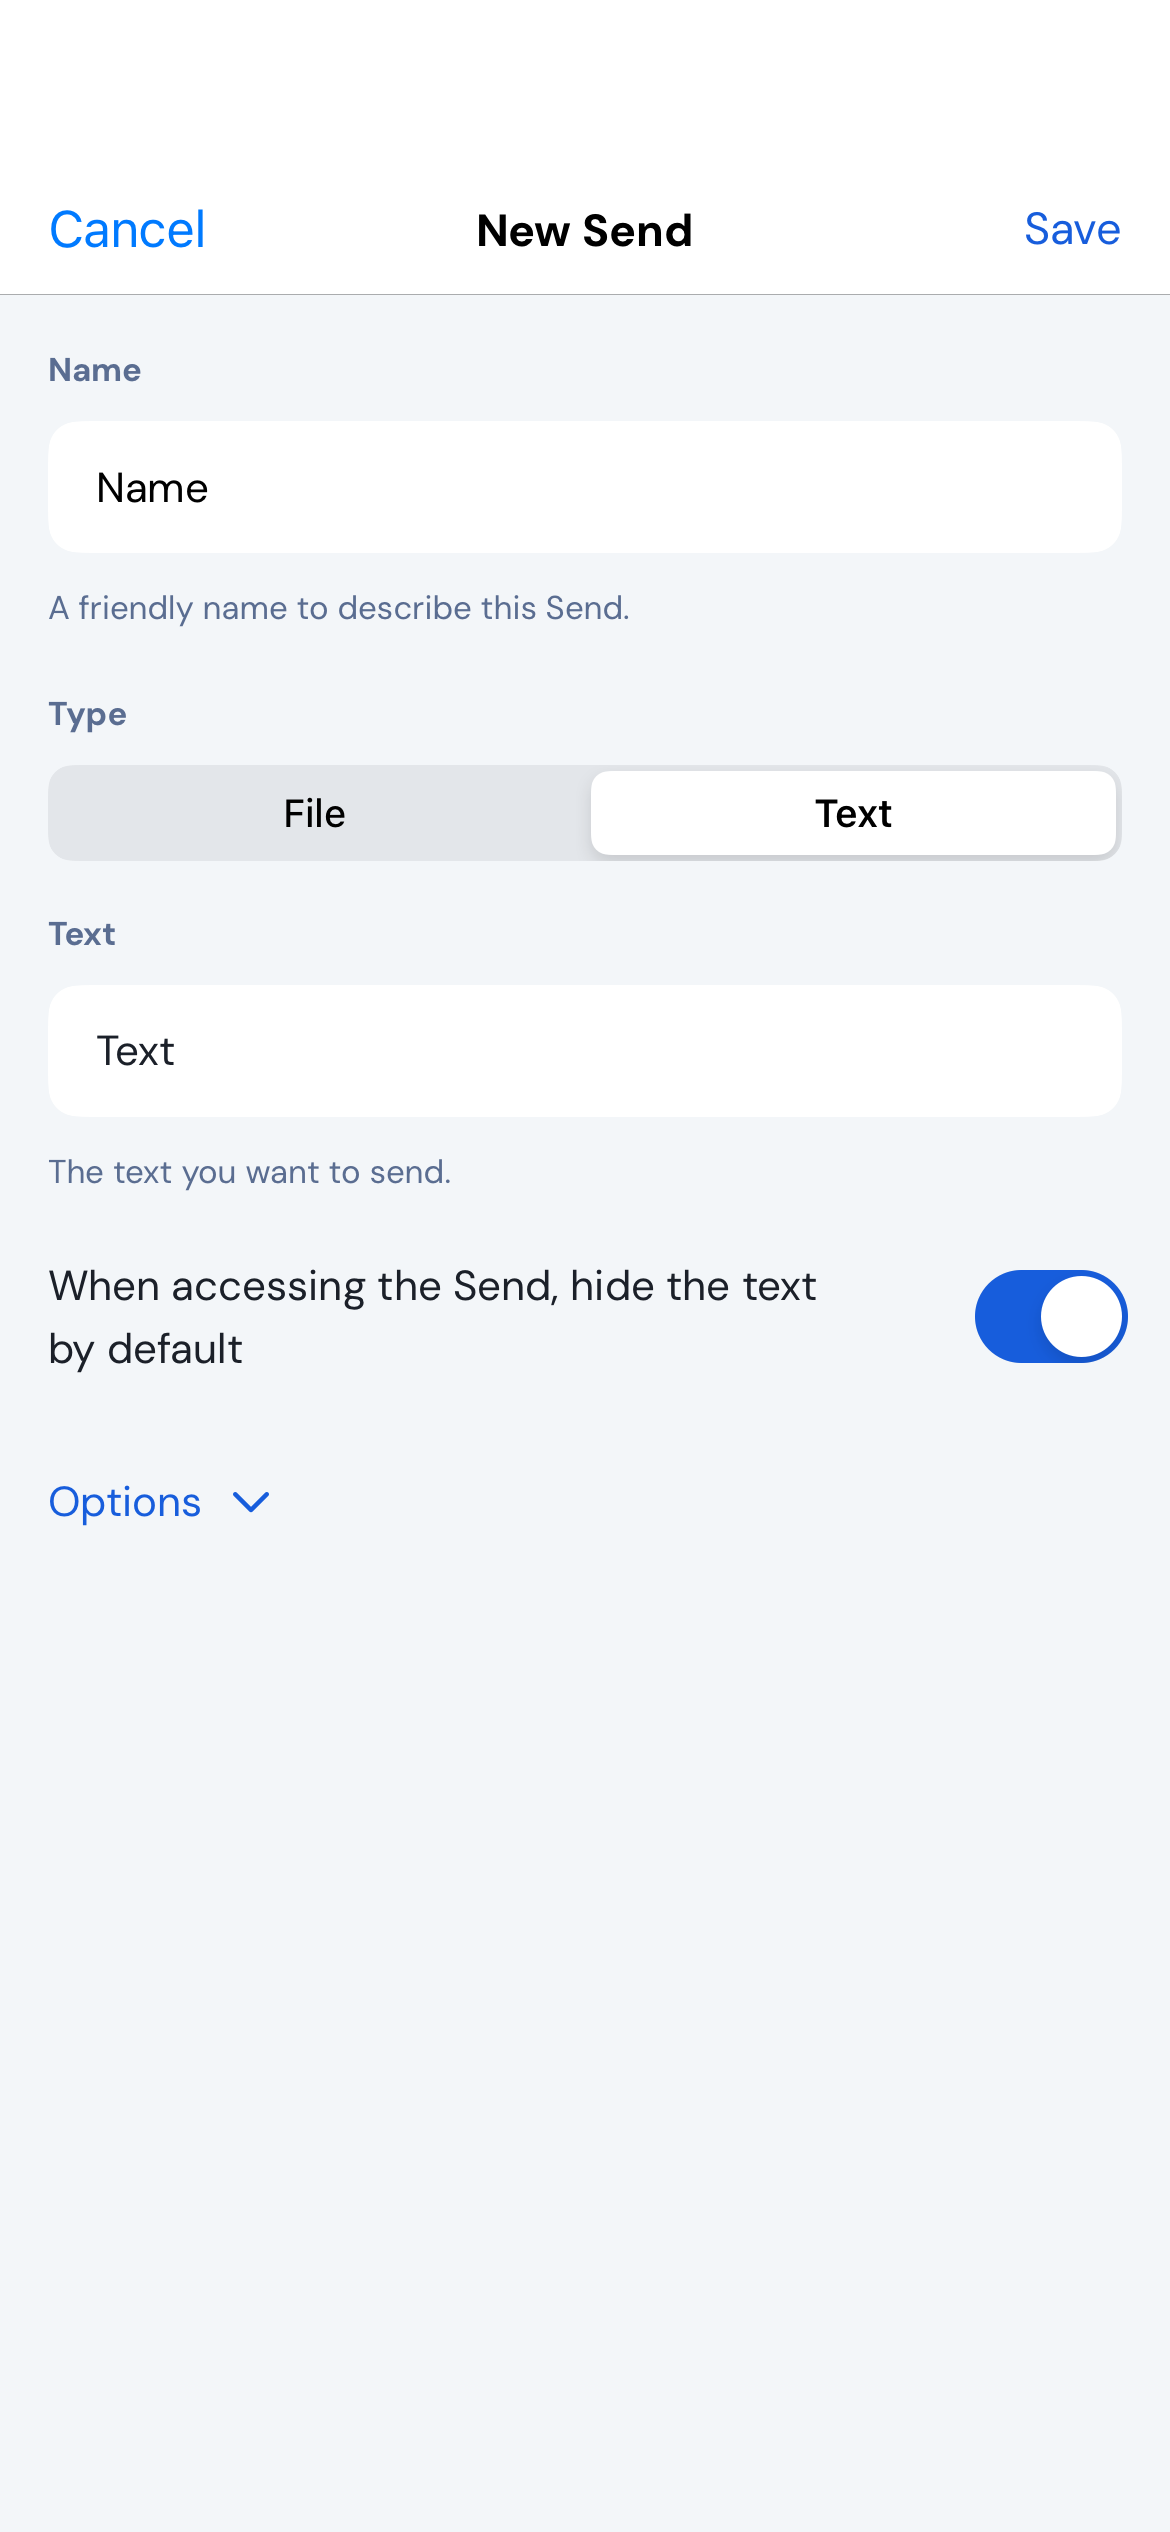 Cancel New Send Save
Name
Name
A friendly name to describe this Send.
Type
File Text
Text
Text
The text you want to send.
When accessing the Send, hide the text
by default
Options